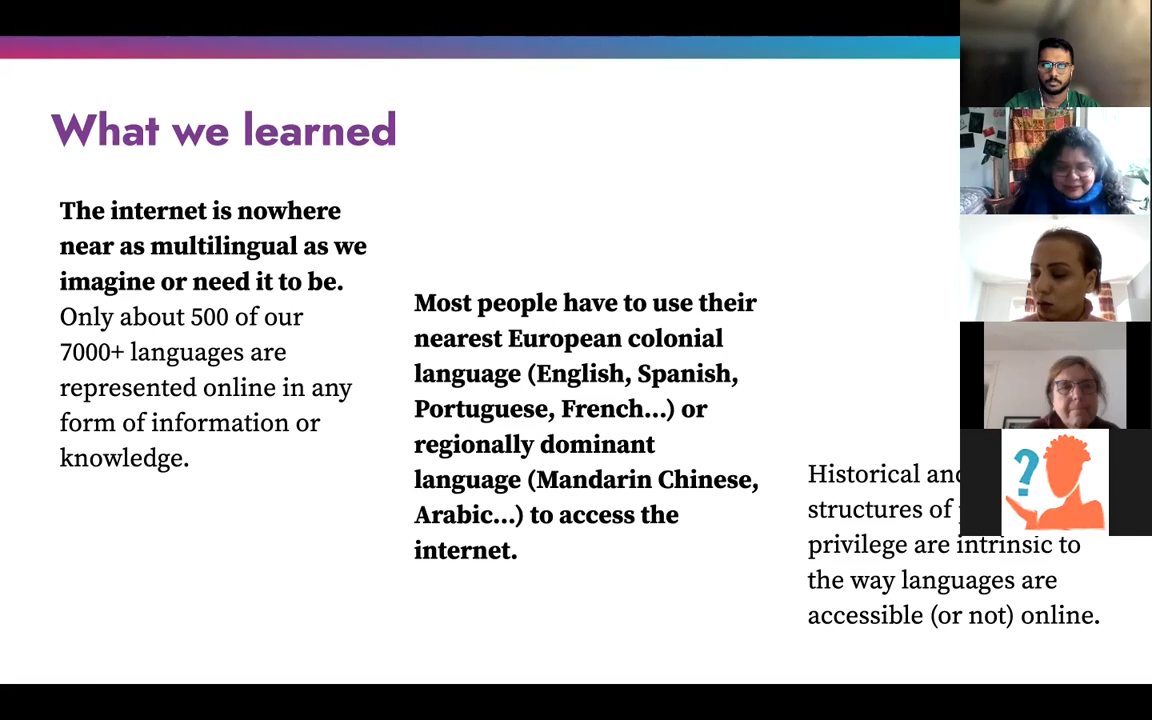 What we learned
The internet is nowhere
near as multilingual as we
imagine or need it to be.
Only about 500 of our
7000+ languages are
represented online in any
form of information or
knowledge.
Most people have to use their
nearest European colonial
language (English, Spanish,
Portuguese, French...) or
regionally dominant
language (Mandarin Chinese,
Arabic...) to access the
internet.
Historical
structures of
privilege are intrinsic to
the way languages are
accessible (or not) online.
?